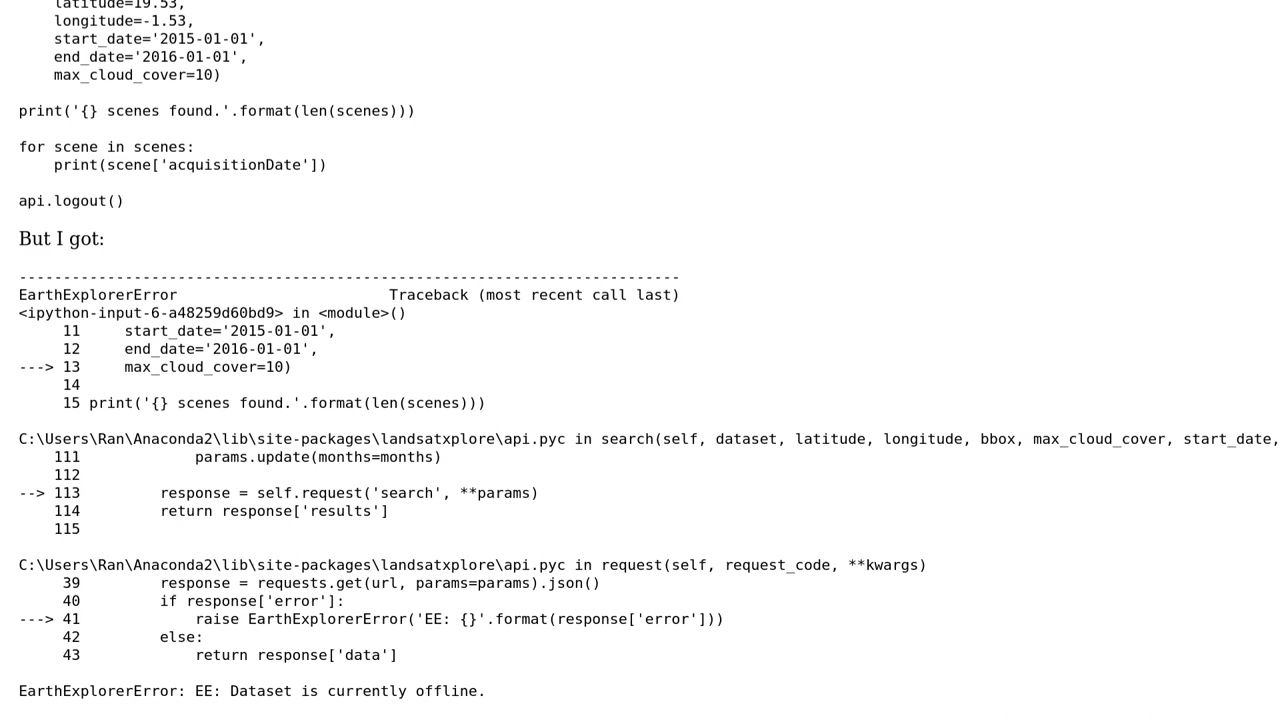 latitude=19.53,
    longitude=-1.53,
    start_date='2015-01-01',
    end_date='2016-01-01',
    max_cloud_cover=10)

print('{} scenes found.'.format(len(scenes)))

for scene in scenes:
    print(scene['acquisitionDate'])

api.logout()

But I got:

---------------------------------------------------------------------------
EarthExplorerError                        Traceback (most recent call last)
<ipython-input-6-a48259d60bd9> in <module>()
     11     start_date='2015-01-01',
     12     end_date='2016-01-01',
---> 13     max_cloud_cover=10)
     14
     15 print('{} scenes found.'.format(len(scenes)))

C:\Users\Ran\Anaconda2\lib\site-packages\landsatxplore\api.pyc in search(self, dataset, latitude, longitude, bbox, max_cloud_cover, start_date,
    111             params.update(months=months)
    112
--> 113         response = self.request('search', **params)
    114         return response['results']
    115

C:\Users\Ran\Anaconda2\lib\site-packages\landsatxplore\api.pyc in request(self, request_code, **kwargs)
     39         response = requests.get(url, params=params).json()
     40         if response['error']:
---> 41             raise EarthExplorerError('EE: {}'.format(response['error']))
     42         else:
     43             return response['data']

EarthExplorerError: EE: Dataset is currently offline.